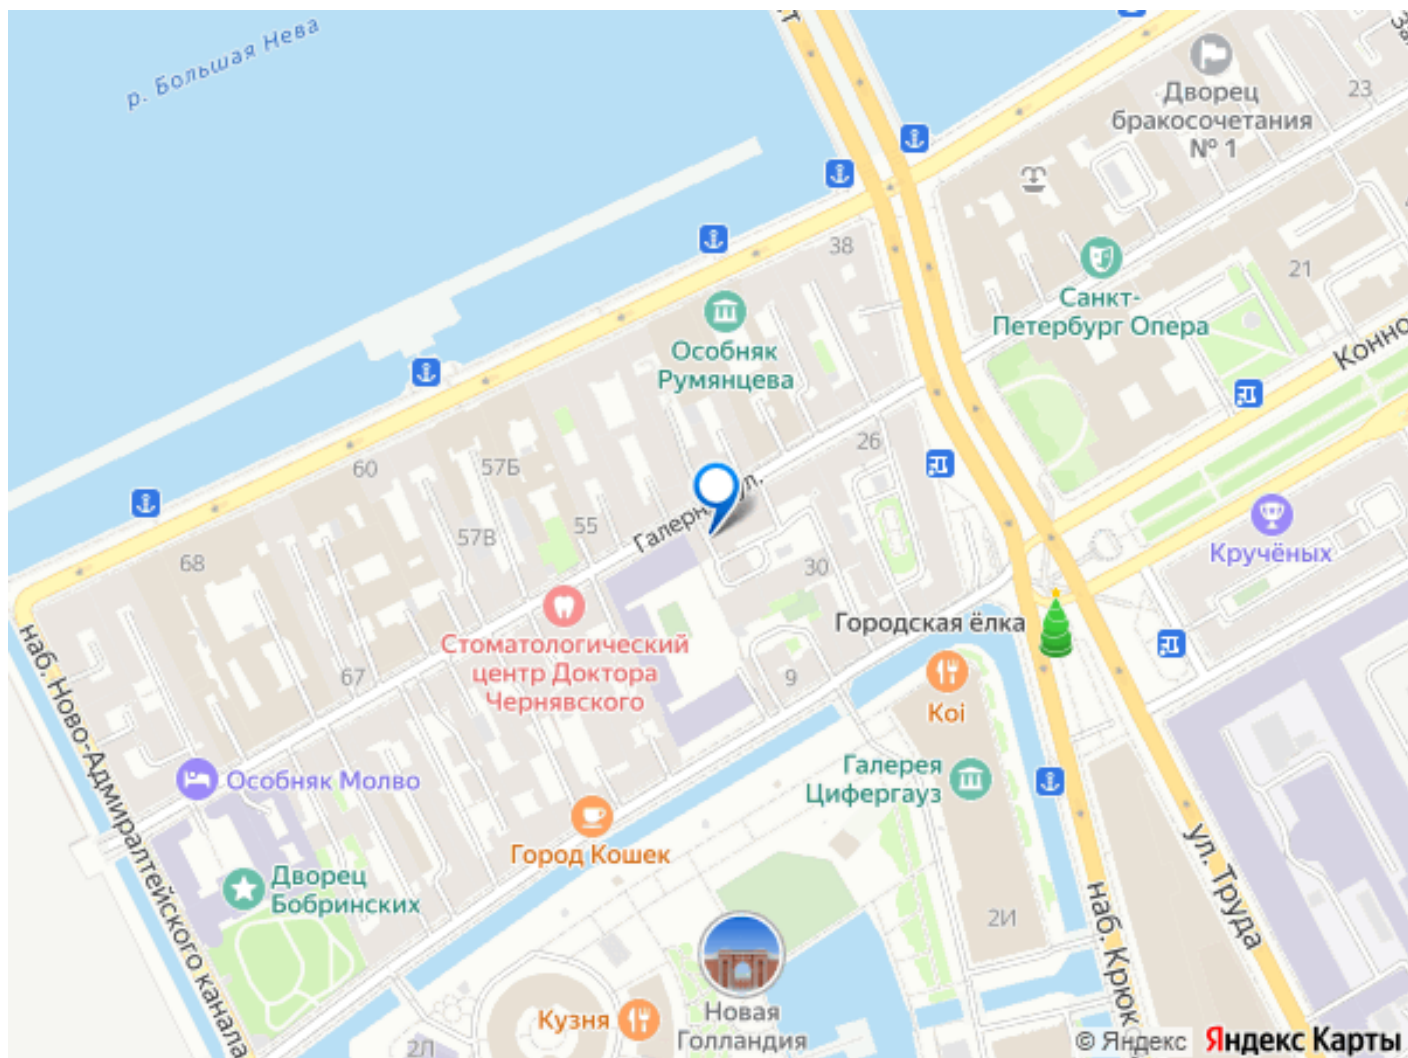 р. Большая Нева
Дворец
бракосочетания
№ 1
23
38
21
Санкт-
Петербург Опера
Конно
Особняк
Румянцева
26
60
57Б
57В
55
Галерн
ул.
68
30
Кручёных
Городская ёлка
Стоматологический
центр Доктора
Чернявского
67
9
Koi
наб. Ново-Адмиралтейского канала
Особняк Молво
Галерея
Цифергауз
Город Кошек
ул. Труда
Дворец
Бобринских
2И
наб. Крюк
Кузня
Новая
Голландия
2Л
© Яндекс Яндекс Карты